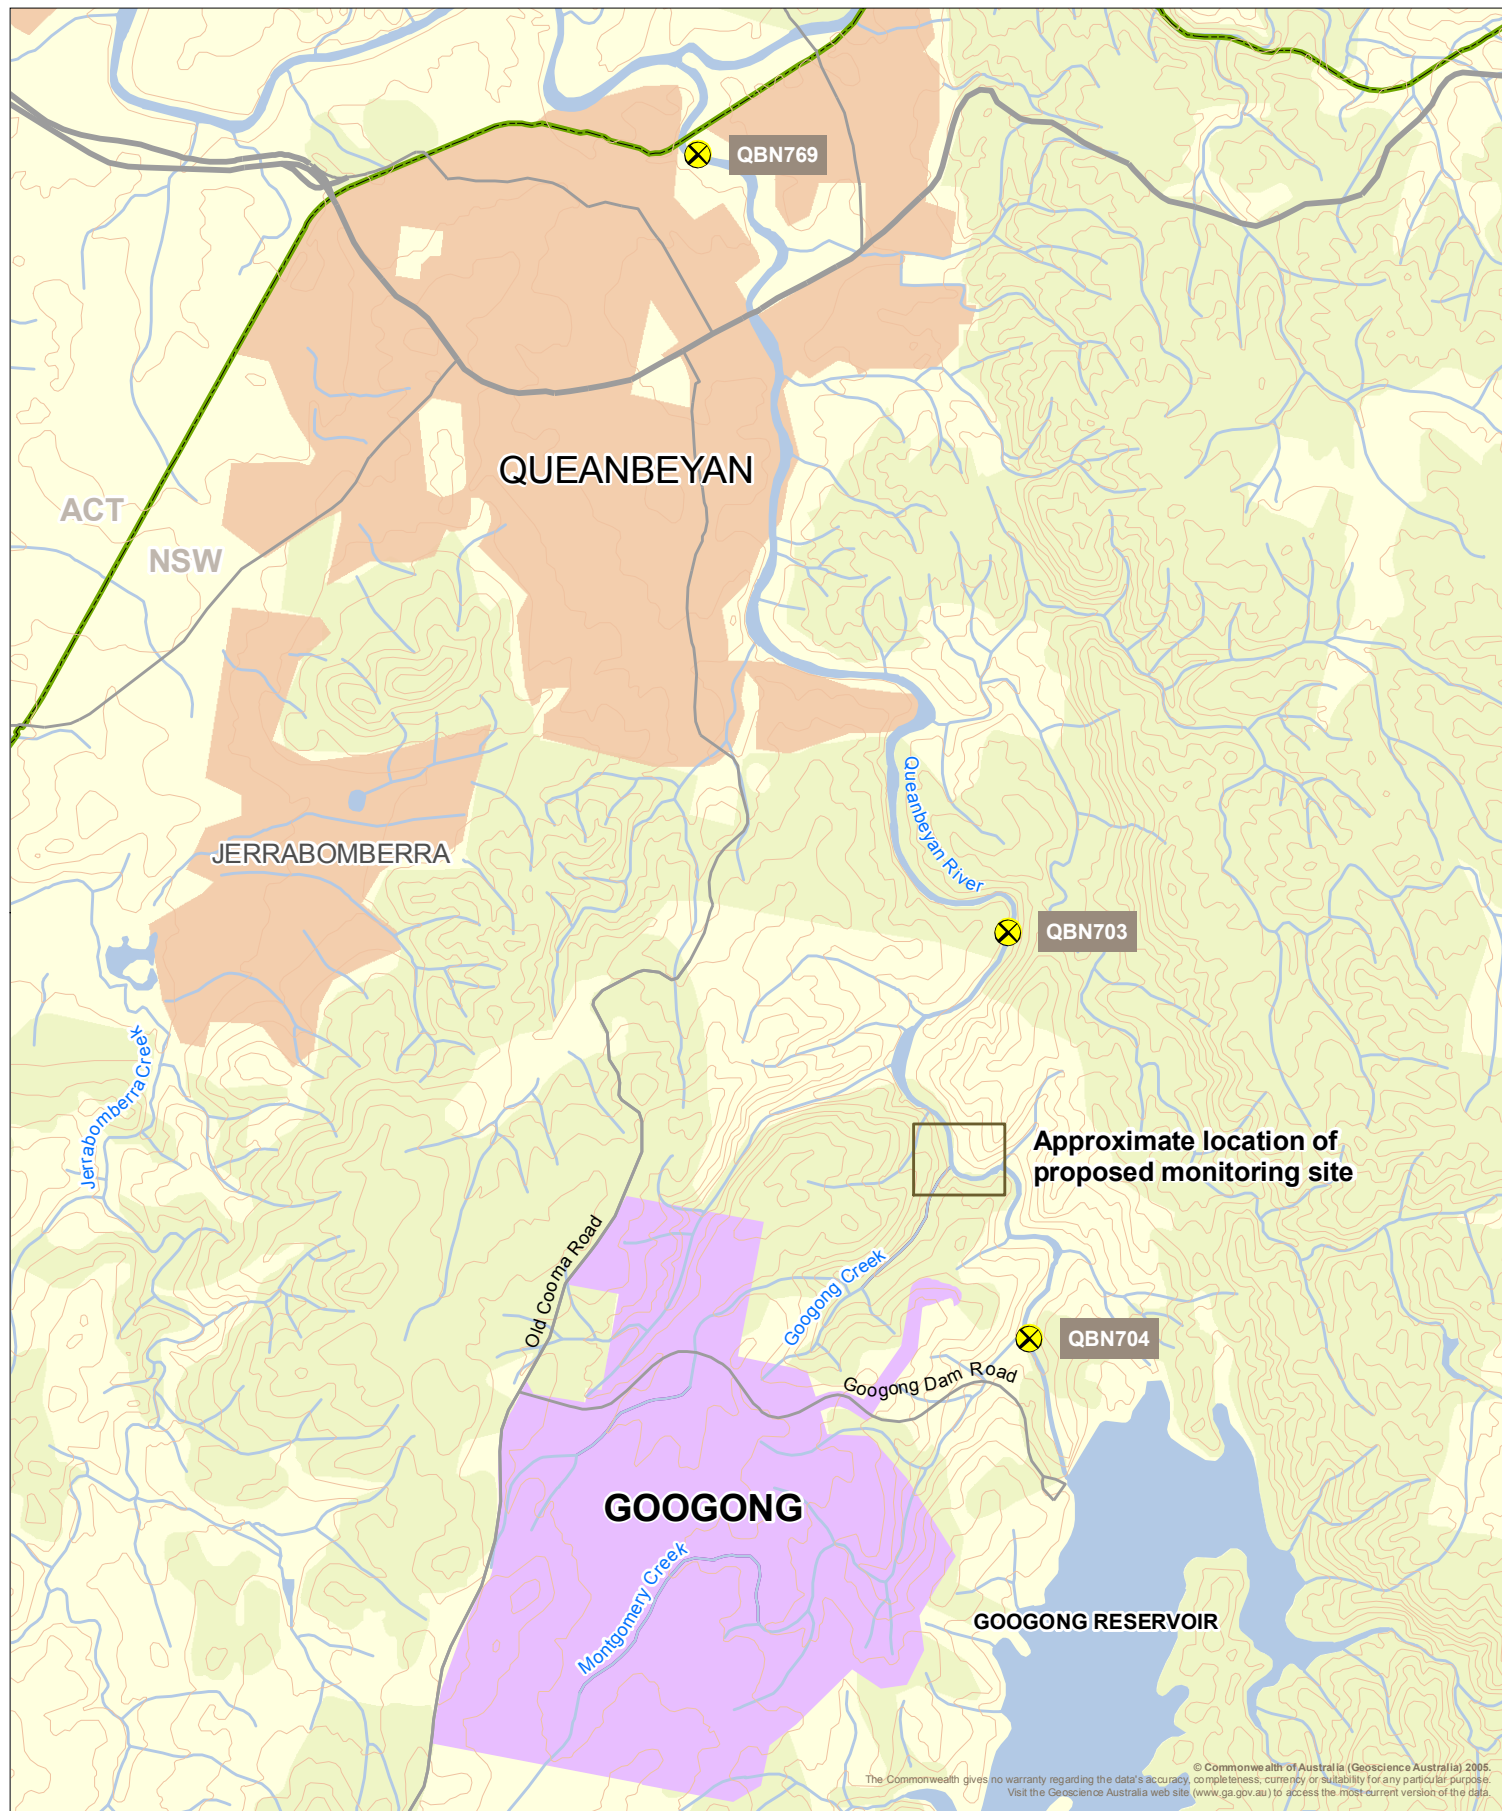 QBN769
QUEANBEYAN
ACT
NSW
Queanbeyan River
JERRABOMBERRA
QBN703
Jerrabomberra Creek
Approximate location of
proposed monitoring site
Old Cooma Road
Googong Creek
QBN704
Googong Dam Road
GOOGONG
Montgomery Creek
GOOGONG RESERVOIR
© Commonwealth of Australia (Geoscience Australia) 2005.
The Commonwealth gives no warranty regarding the data's accuracy, completeness, currency or suitability for any particular purpose.
Visit the Geoscience Australia web site (www.ga.gov.au) to access the most current version of the data.